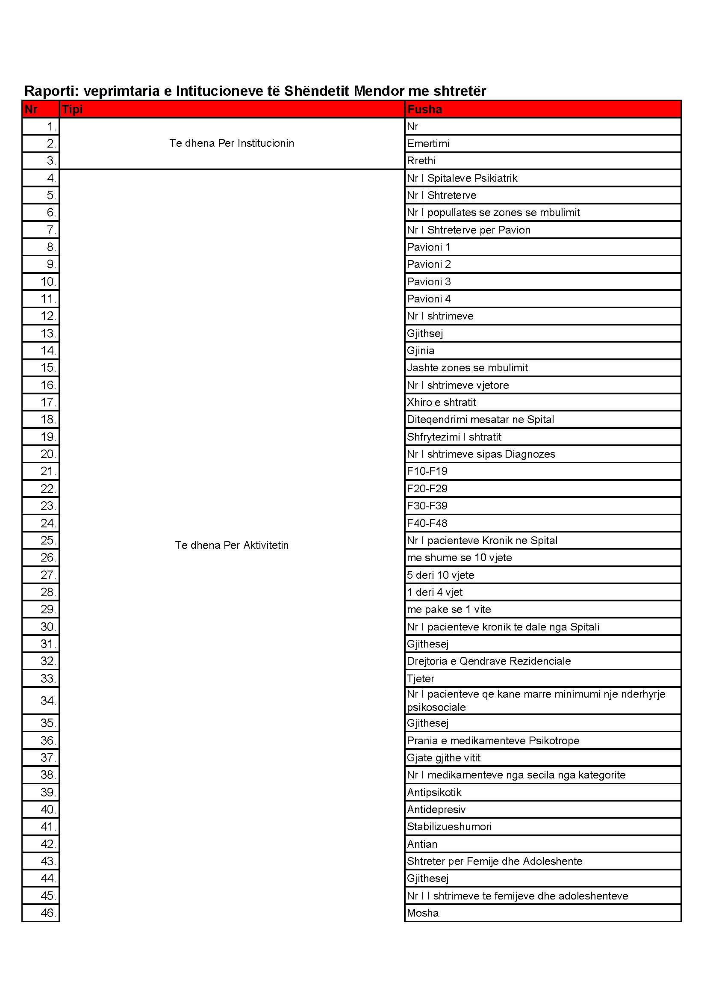 Raporti: veprimtaria e Intitucioneve të Shëndetit Mendor me shtretër
Nr Tipi Fusha
1. Nr
2. Te dhena Per Institucionin Emertimi
3. Rrethi
4. Nr I Spitaleve Psikiatrik
5. Nr I Shtreterve
6. Nr I popullates se zones se mbulimit
7. Nr I Shtreterve per Pavion
8. Pavioni 1
9. Pavioni 2
10. Pavioni 3
11. Pavioni 4
12. Nr I shtrimeve
13. Gjithsej
14. Gjinia
15. Jashte zones se mbulimit
16. Nr I shtrimeve vjetore
17. Xhiro e shtratit
18. Diteqendrimi mesatar ne Spital
19. Shfrytezimi I shtratit
20. Nr I shtrimeve sipas Diagnozes
21. F10-F19
22. F20-F29
23. F30-F39
24. F40-F48
25. Te dhena Per Aktivitetin Nr I pacienteve Kronik ne Spital
26. me shume se 10 vjete
27. 5 deri 10 vjete
28. 1 deri 4 vjet
29. me pake se 1 vite
30. Nr I pacienteve kronik te dale nga Spitali
31. Gjithesej
32. Drejtoria e Qendrave Rezidenciale
33. Tjeter
34. Nr I pacienteve qe kane marre minimumi nje nderhyrje
psikosociale
35. Gjithesej
36. Prania e medikamenteve Psikotrope
37. Gjate gjithe vitit
38. Nr I medikamenteve nga secila nga kategorite
39. Antipsikotik
40. Antidepresiv
41. Stabilizueshumori
42. Antian
43. Shtreter per Femije dhe Adoleshente
44. Gjithesej
45. Nr I I shtrimeve te femijeve dhe adoleshenteve
46. Mosha